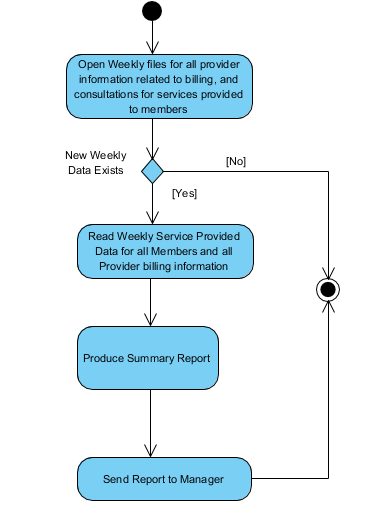 Open Weekly files for all provider
information related to billing, and
consultations for services provided
to members
New Weekly
Data Exists
[No]
[Yes]
Read Weekly Service Provided
Data for all Members and all
Provider billing information
Produce Summary Report
Send Report to Manager